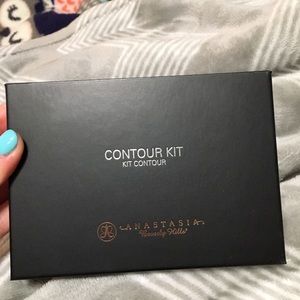 CONTOUR KIT
KIT CONTOUR
ANASTASIA
Beverly Hills